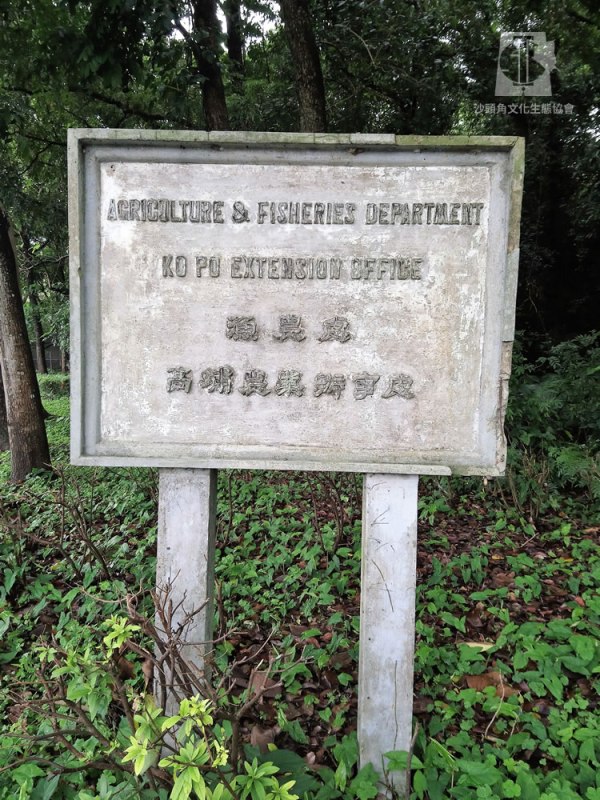 沙頭角文化生態協會
AGRICULTURE & FISHERIES DEPARTMENT
KO PO EXTENSION OFFICE
漁農處
高埔農業辦事處